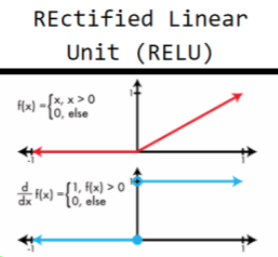 REctified Linear
Unit (RELU)
f(x) = {x, x > 0
0, else
1
-1
1
d/dx f(x) = {1, f(x) > 0
0, else
1
-1
1